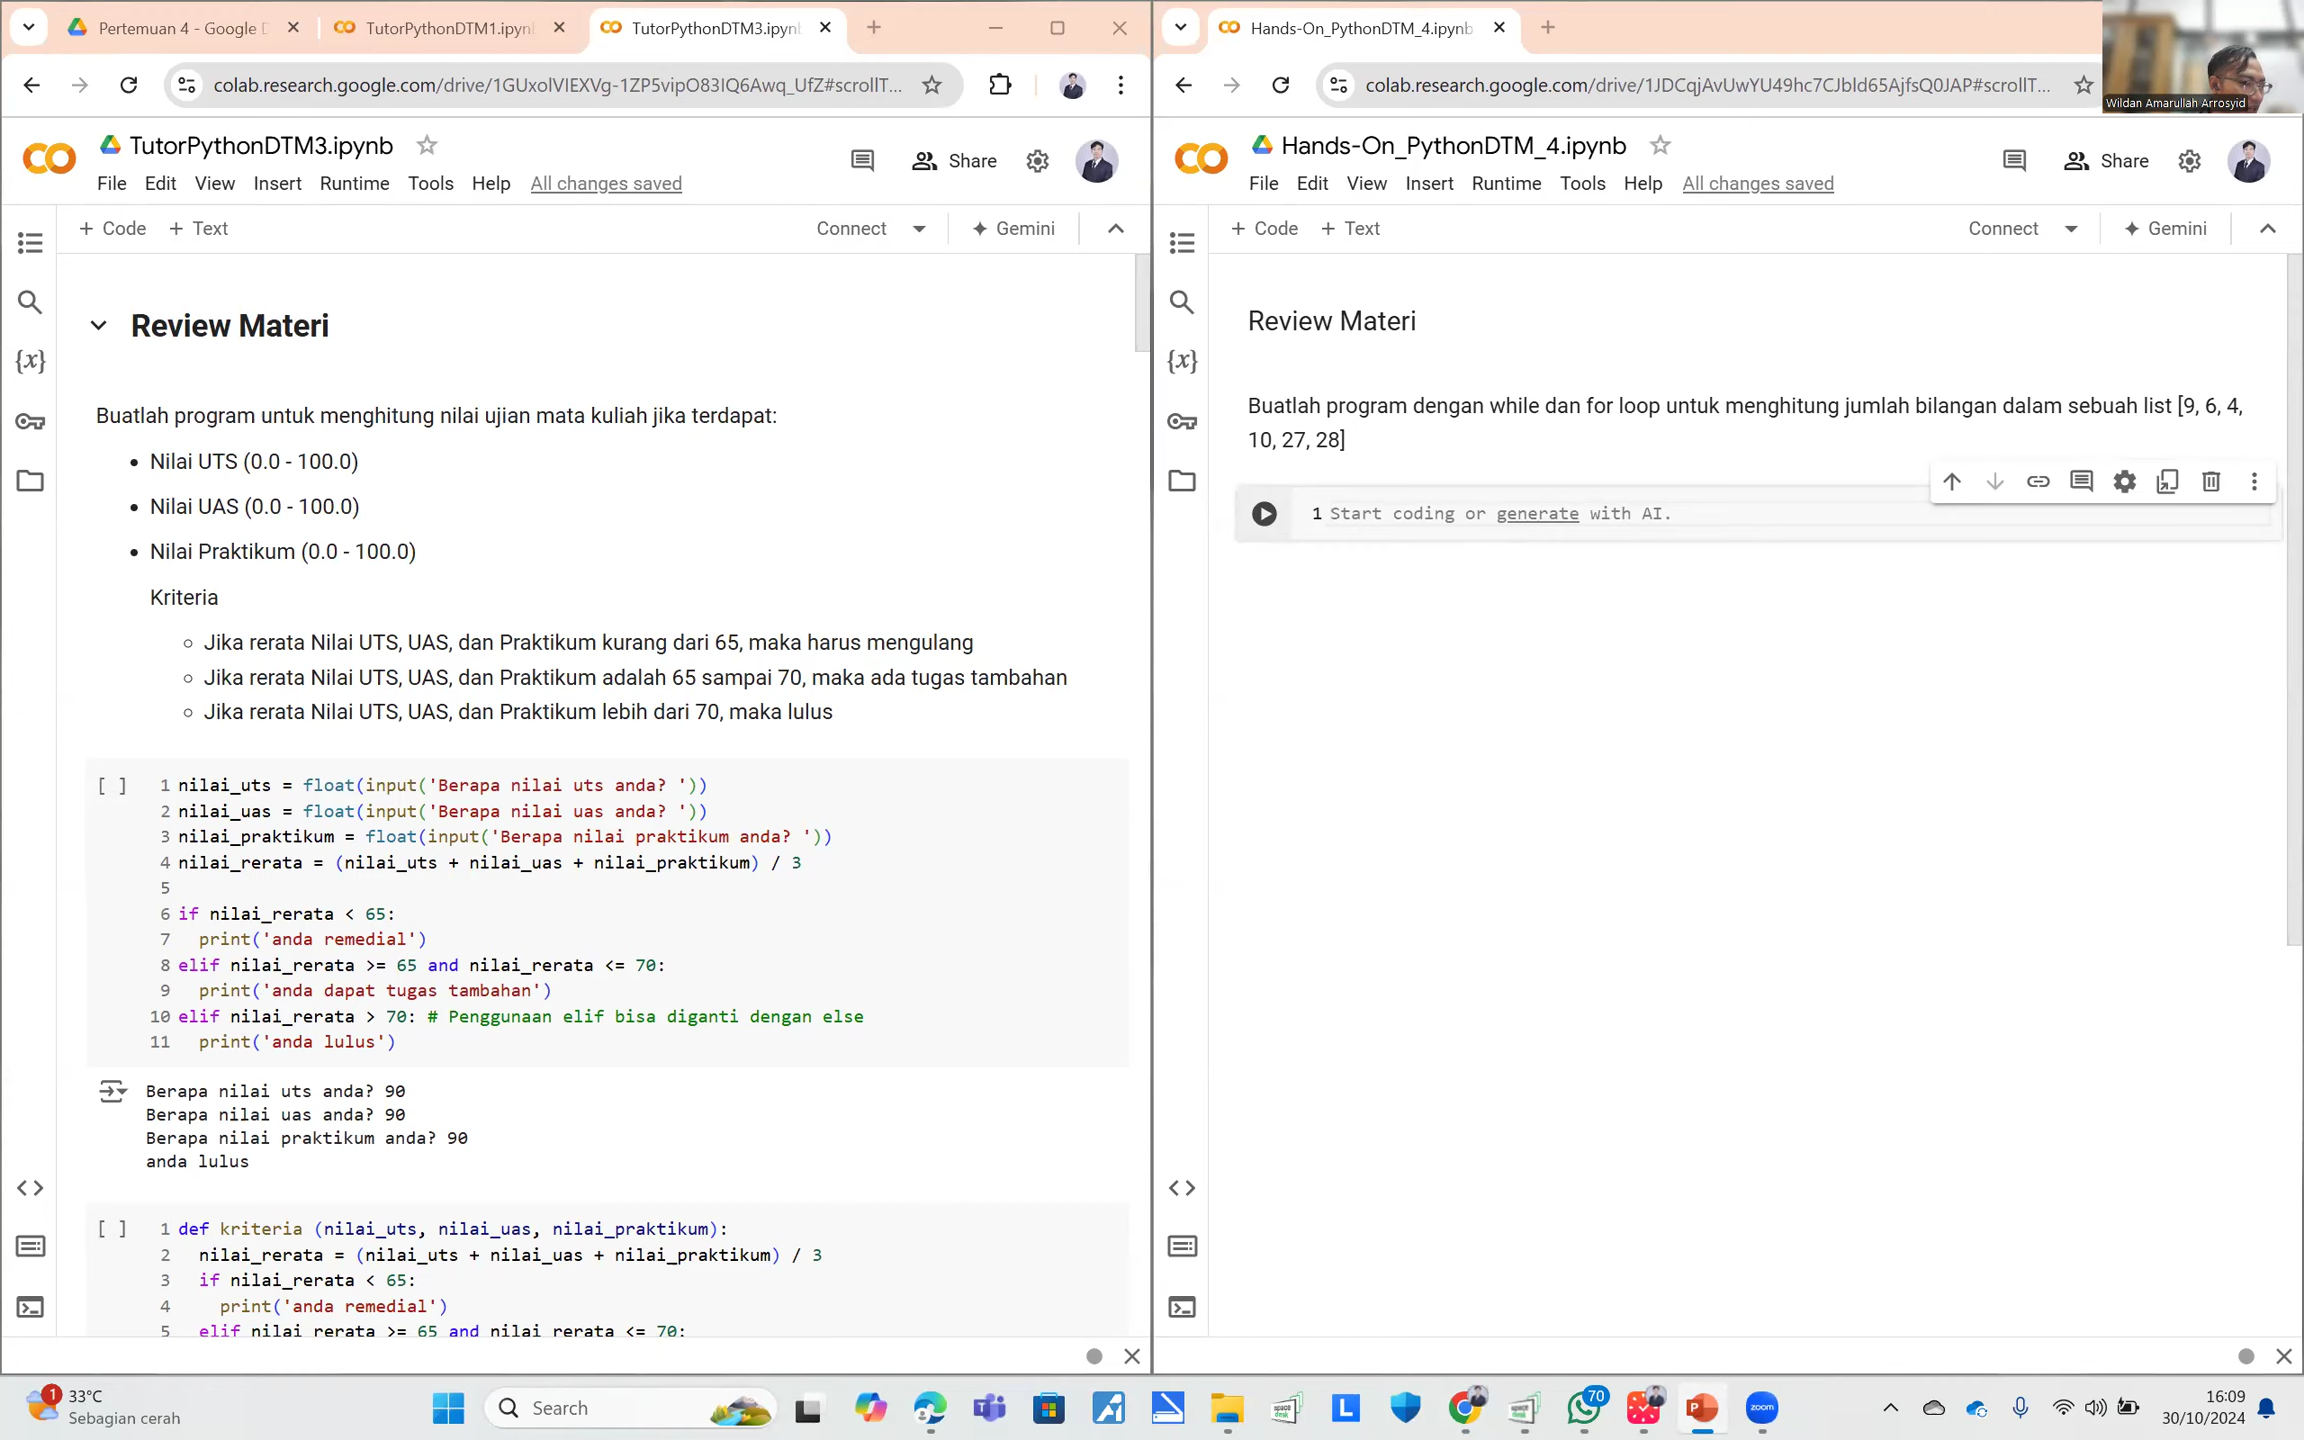 Pertemuan 4 - Google D
TutorPythonDTM1.ipyn
TutorPythonDTM3.ipyn
colab.research.google.com/drive/1GUxolVIEXVg-1ZP5vipO83IQ6Awq_UfZ#scrollT...
TutorPythonDTM3.ipynb
Share
File Edit View Insert Runtime Tools Help All changes saved
+ Code + Text
Connect
Gemini
Review Materi
Buatlah program untuk menghitung nilai ujian mata kuliah jika terdapat:
• Nilai UTS (0.0 - 100.0)
• Nilai UAS (0.0 - 100.0)
• Nilai Praktikum (0.0 - 100.0)
Kriteria
◦ Jika rerata Nilai UTS, UAS, dan Praktikum kurang dari 65, maka harus mengulang
◦ Jika rerata Nilai UTS, UAS, dan Praktikum adalah 65 sampai 70, maka ada tugas tambahan
◦ Jika rerata Nilai UTS, UAS, dan Praktikum lebih dari 70, maka lulus
[ ]
1 nilai_uts = float(input('Berapa nilai uts anda? '))
2 nilai_uas = float(input('Berapa nilai uas anda? '))
3 nilai_praktikum = float(input('Berapa nilai praktikum anda? '))
4 nilai_rerata = (nilai_uts + nilai_uas + nilai_praktikum) / 3
5
6 if nilai_rerata < 65:
7   print('anda remedial')
8 elif nilai_rerata >= 65 and nilai_rerata <= 70:
9   print('anda dapat tugas tambahan')
10 elif nilai_rerata > 70: # Penggunaan elif bisa diganti dengan else
11   print('anda lulus')
Berapa nilai uts anda? 90
Berapa nilai uas anda? 90
Berapa nilai praktikum anda? 90
anda lulus
[ ]
1 def kriteria (nilai_uts, nilai_uas, nilai_praktikum):
2   nilai_rerata = (nilai_uts + nilai_uas + nilai_praktikum) / 3
3   if nilai_rerata < 65:
4     print('anda remedial')
5   elif nilai_rerata >= 65 and nilai_rerata <= 70:
Hands-On_PythonDTM_4.ipynb
colab.research.google.com/drive/1JDCqjAvUwYU49hc7CJbld65AjfsQ0JAP#scrollT...
Wildan Amarullah Arrosyid
Hands-On_PythonDTM_4.ipynb
Share
File Edit View Insert Runtime Tools Help All changes saved
+ Code + Text
Connect
Gemini
Review Materi
Buatlah program dengan while dan for loop untuk menghitung jumlah bilangan dalam sebuah list [9, 6, 4,
10, 27, 28]
1 Start coding or generate with AI.
1
33°C
Sebagian cerah
Search
L
70
P
zoom
16:09
30/10/2024